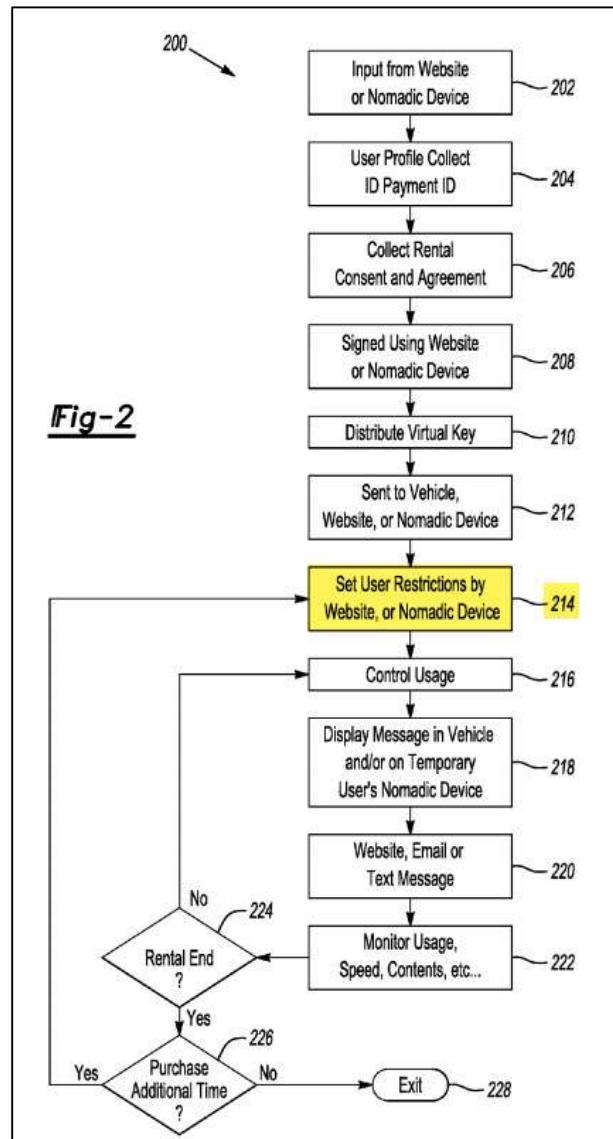 200
Input from Website
or Nomadic Device
202
User Profile Collect
ID Payment ID
204
Collect Rental
Consent and Agreement
206
Signed Using Website
or Nomadic Device
208
Fig-2
Distribute Virtual Key
210
Sent to Vehicle,
Website, or Nomadic Device
212
Set User Restrictions by
Website, or Nomadic Device
214
Control Usage
216
Display Message in Vehicle
and/or on Temporary
User's Nomadic Device
218
Website, Email or
Text Message
220
Monitor Usage,
Speed, Contents, etc...
222
No
224
Rental End
?
Yes
226
Purchase
Additional Time
?
Yes
No
Exit
228